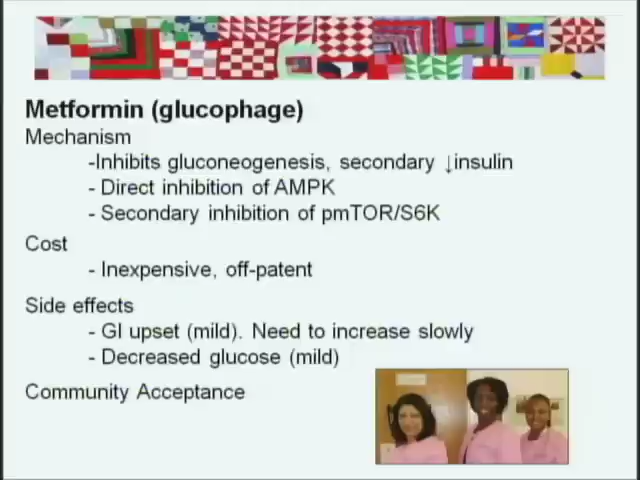 Metformin (glucophage)
Mechanism
-Inhibits gluconeogenesis, secondary ↓insulin
- Direct inhibition of AMPK
- Secondary inhibition of pmTOR/S6K
Cost
- Inexpensive, off-patent
Side effects
- GI upset (mild). Need to increase slowly
- Decreased glucose (mild)
Community Acceptance